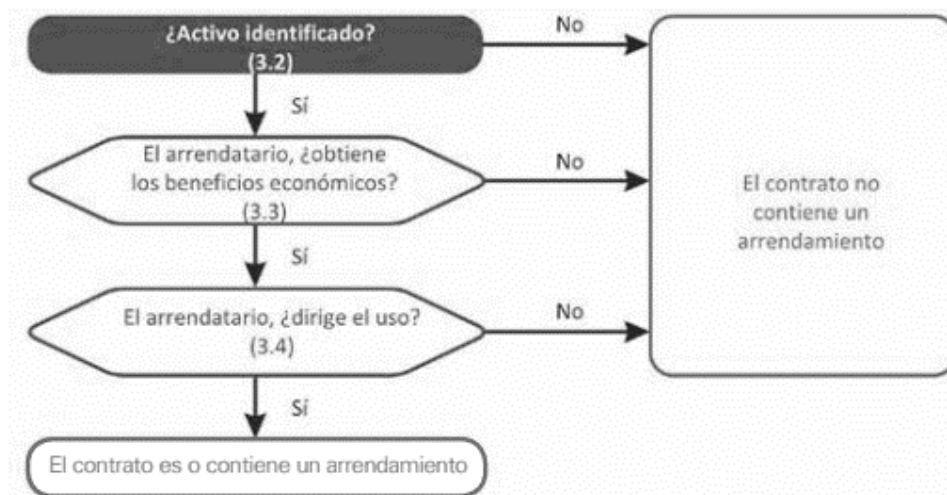 ¿Activo identificado?
(3.2)
No
Sí
El arrendatario, ¿obtiene
los beneficios económicos?
(3.3)
No
El contrato no
contiene un
arrendamiento
Sí
El arrendatario, ¿dirige el uso?
(3.4)
No
Sí
El contrato es o contiene un arrendamiento